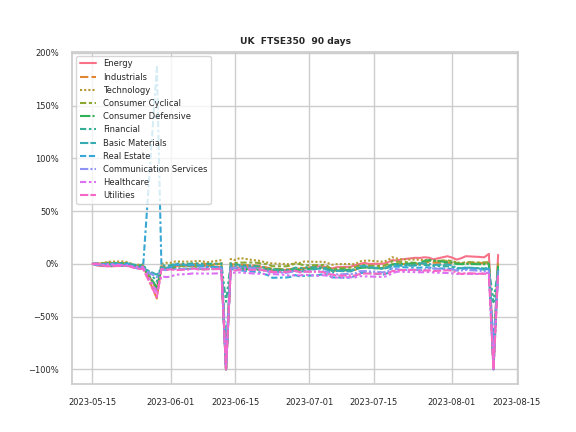 UK  FTSE350  90 days
200%
150%
100%
50%
0%
−50%
−100%
Energy
Industrials
Technology
Consumer Cyclical
Consumer Defensive
Financial
Basic Materials
Real Estate
Communication Services
Healthcare
Utilities
2023-05-15 2023-06-01 2023-06-15 2023-07-01 2023-07-15 2023-08-01 2023-08-15